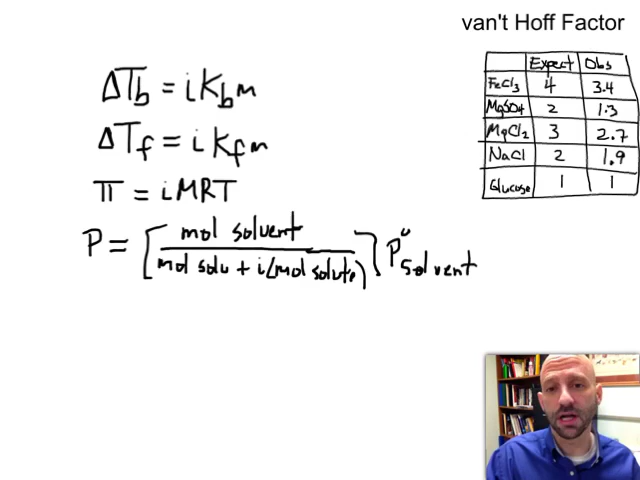 van't Hoff Factor
Expect Obs
FeCl₃ 4 3.4
MgSO₄ 2 1.3
MgCl₂ 3 2.7
NaCl 2 1.9
Glucose 1 1
ΔTb = iKbm
ΔTf = iKfm
π = iMRT
P = [mol solvent / mol solv + i(mol solute)] P°solvent